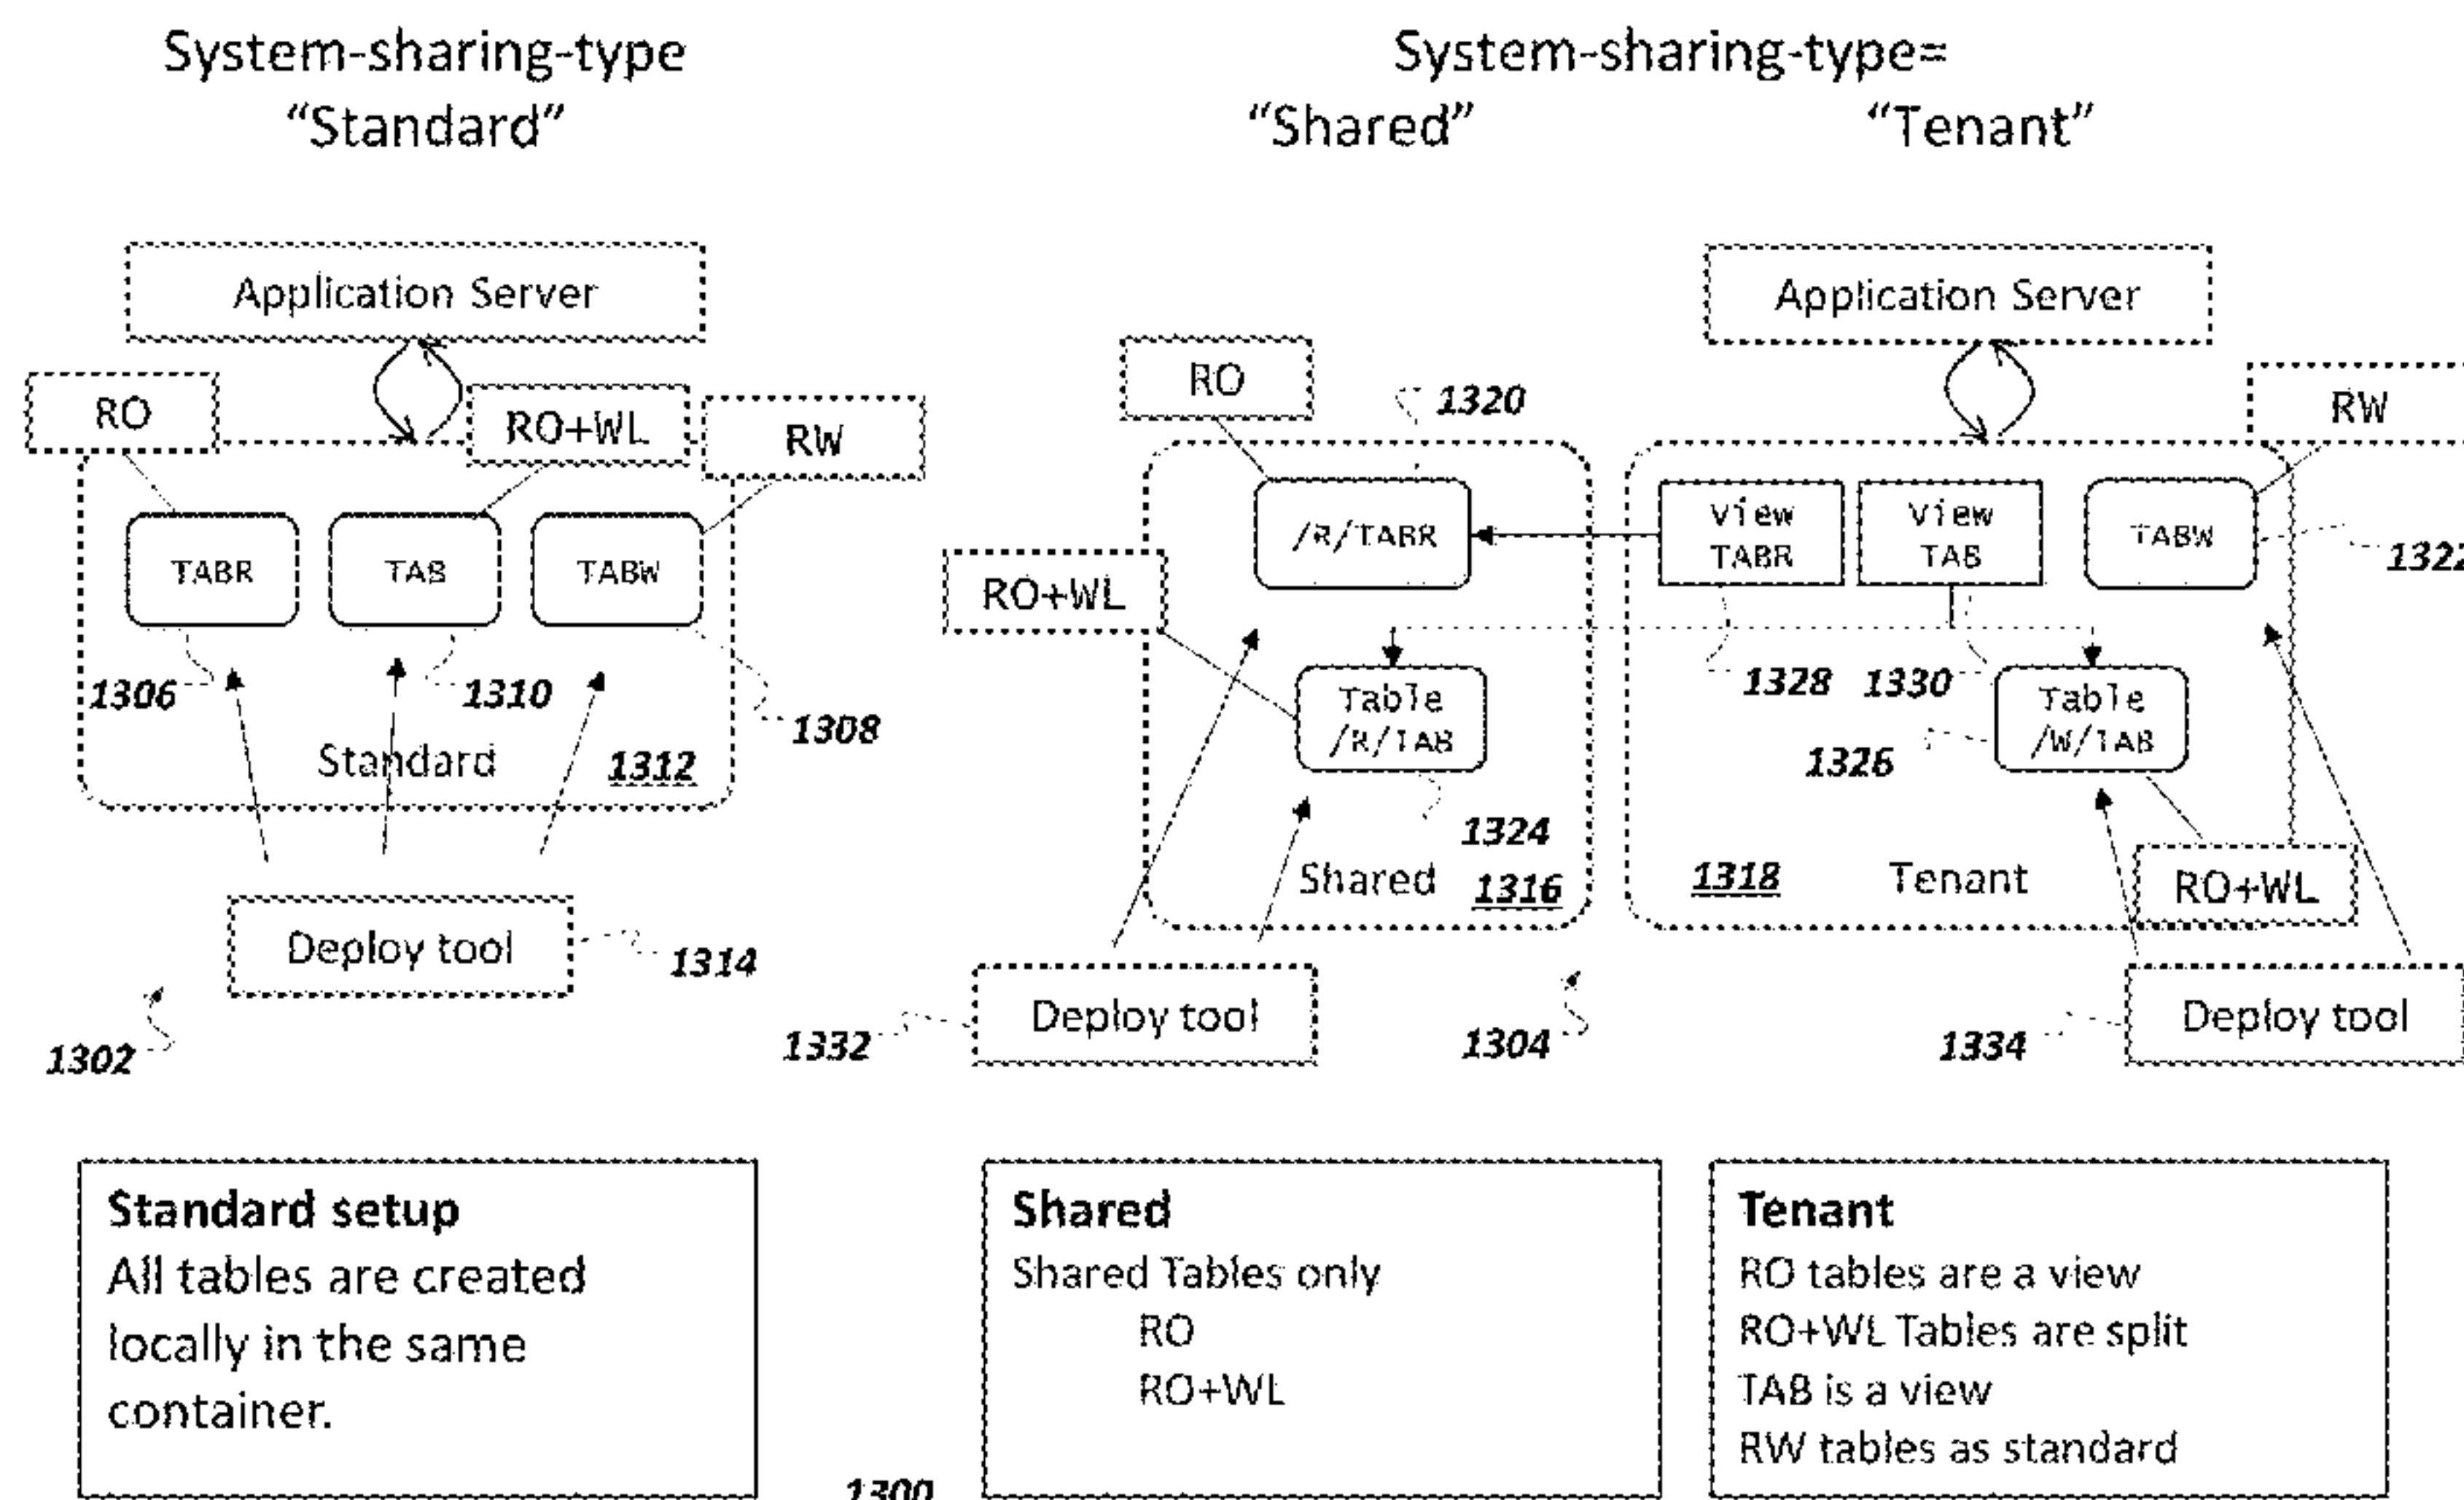 System-sharing-type
"Standard"
System-sharing-type=
"Shared"
"Tenant"
Application Server
RO
RO+WL
RW
TABR
TAB
TABW
1306
1310
1308
Standard
1312
Deploy tool
1314
1302
Application Server
RO
1320
RW
/R/TABR
View
TABR
View
TAB
TABW
1322
RO+WL
1328
1330
Table
/R/TAB
Table
/W/TAB
1326
1324
Shared
1316
1318
Tenant
RO+WL
Deploy tool
1332
1304
1334
Deploy tool
Standard setup
All tables are created
locally in the same
container.
Shared
Shared Tables only
RO
RO+WL
Tenant
RO tables are a view
RO+WL Tables are split
TAB is a view
RW tables as standard
1300